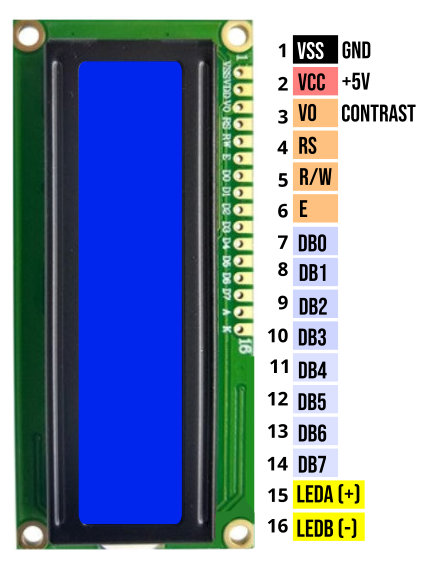 1 VSS GND
2 VCC +5V
3 VO CONTRAST
4 RS
5 R/W
6 E
7 DB0
8 DB1
9 DB2
10 DB3
11 DB4
12 DB5
13 DB6
14 DB7
15 LEDA (+)
16 LEDB (-)
1
VSS
VDD
VO
RS
RW
E
D0
D1
D2
D3
D4
D6
D7
A
K
16